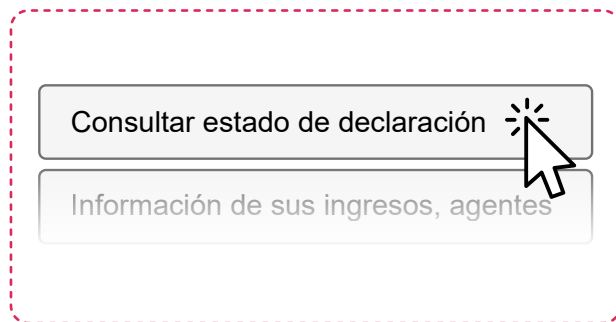 Consultar estado de declaración
Información de sus ingresos, agentes